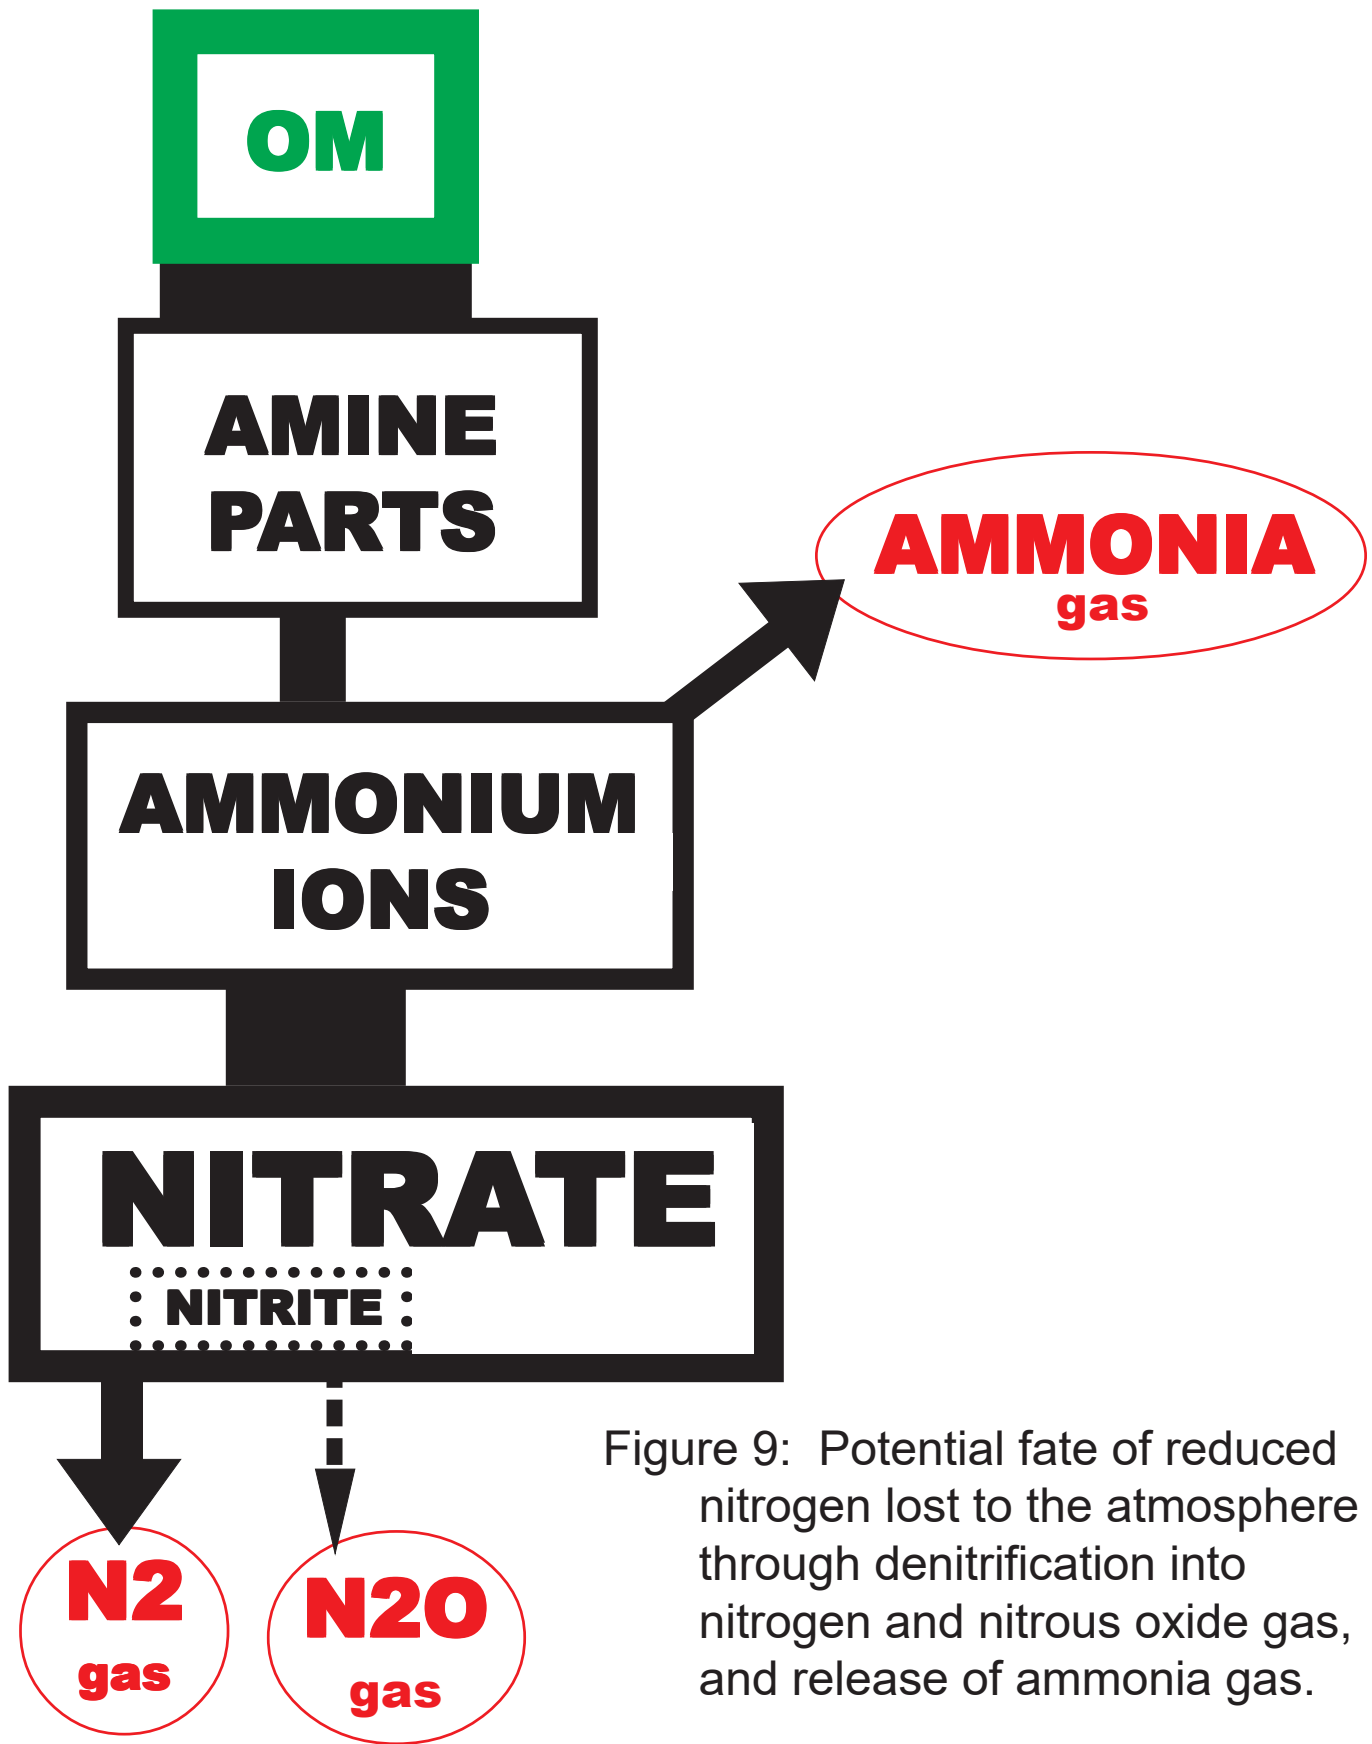 OM
AMINE
PARTS
AMMONIA
gas
AMMONIUM
IONS
NITRATE
NITRITE
N2
gas
N2O
gas
Figure 9:  Potential fate of reduced
nitrogen lost to the atmosphere
through denitrification into
nitrogen and nitrous oxide gas,
and release of ammonia gas.